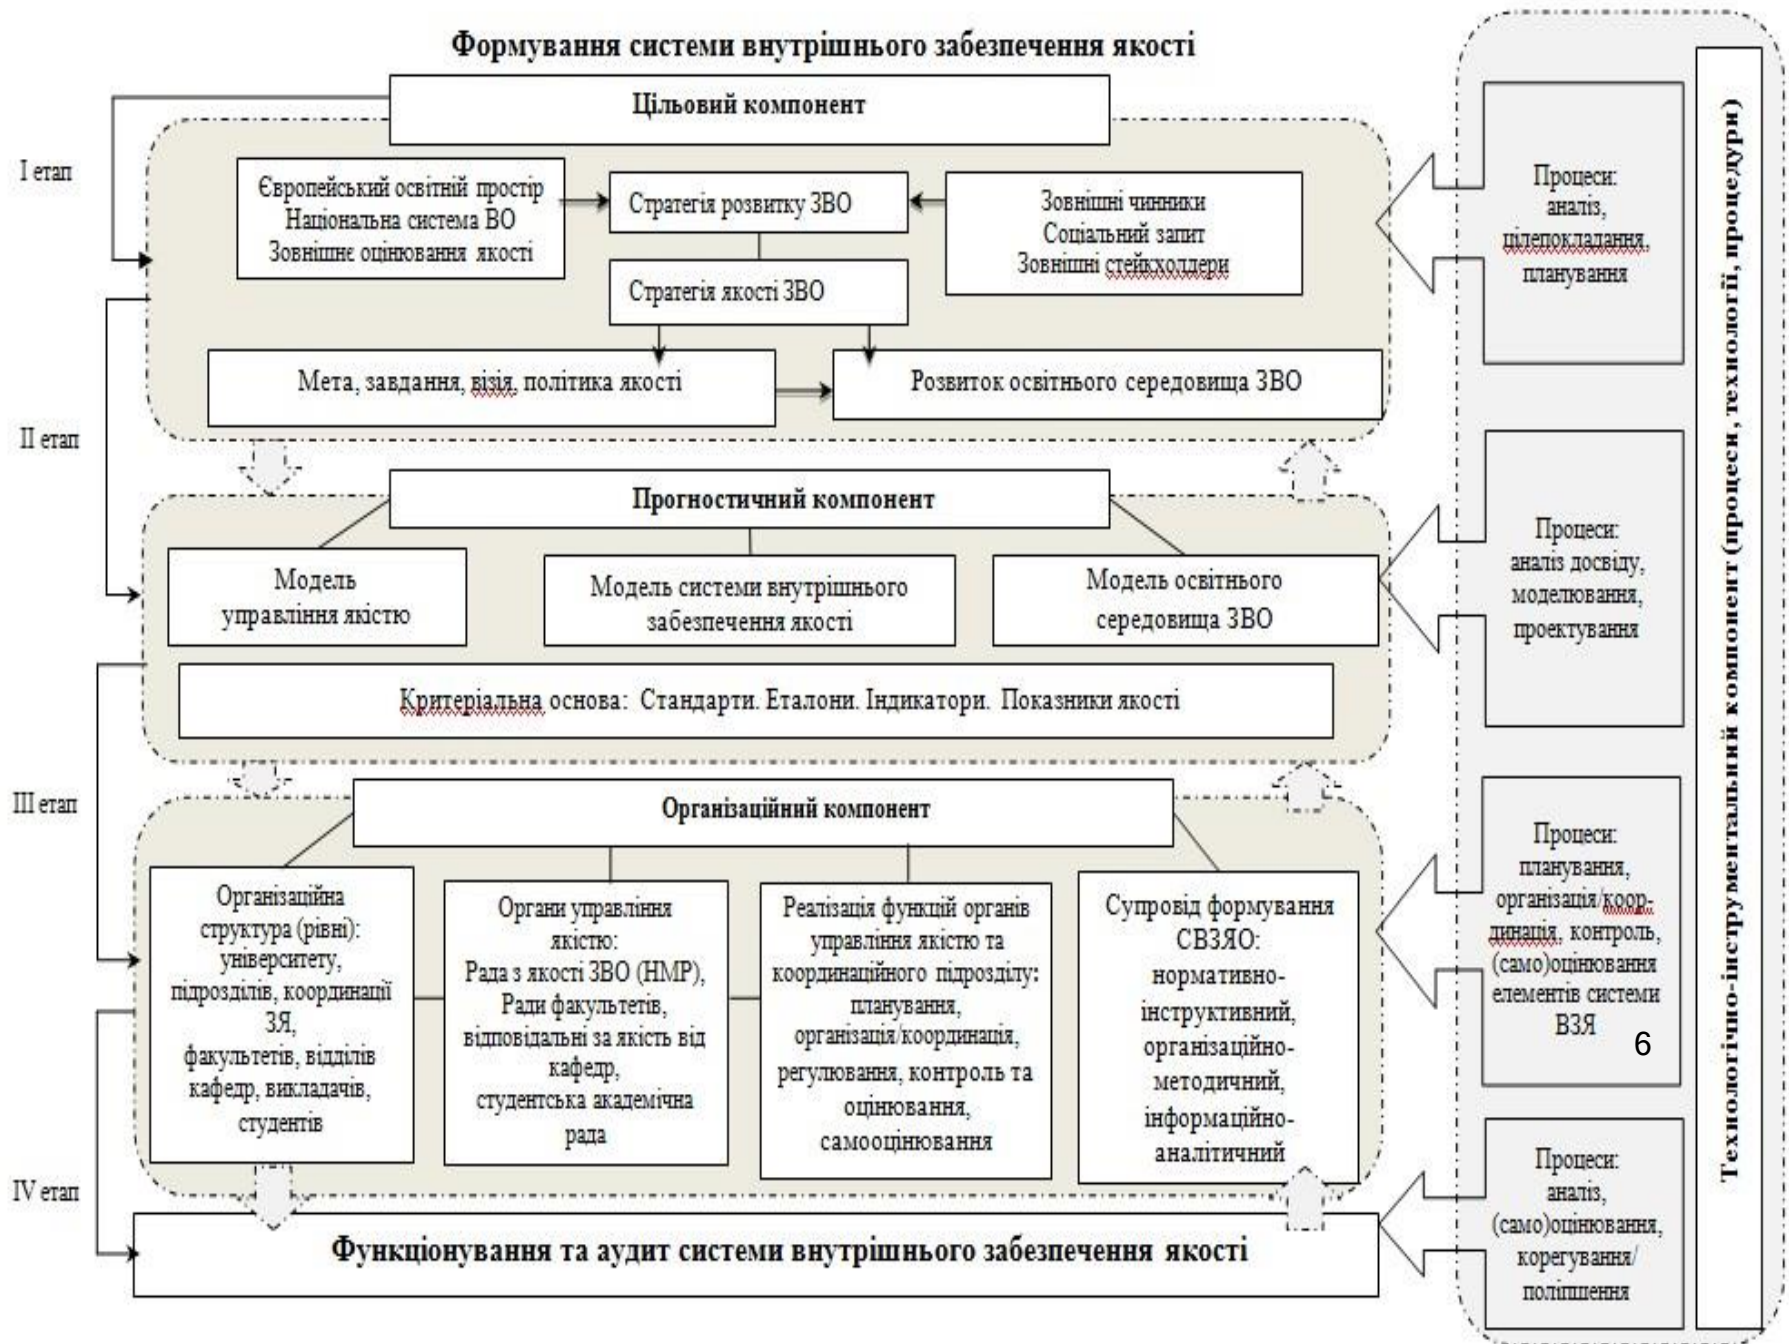 Формування системи внутрішнього забезпечення якості
Цільовий компонент
І етап
Європейський освітній простір
Національна система ВО
Зовнішнє оцінювання якості
Стратегія розвитку ЗВО
Зовнішні чинники
Соціальний запит
Зовнішні стейкхолдери
Стратегія якості ЗВО
Мета, завдання, візія, політика якості
Розвиток освітнього середовища ЗВО
Процеси:
аналіз,
цілепокладання,
планування
ІІ етап
Прогностичний компонент
Модель
управління якістю
Модель системи внутрішнього
забезпечення якості
Модель освітнього
середовища ЗВО
Критеріальна основа: Стандарти. Еталони. Індикатори. Показники якості
Процеси:
аналіз досвіду,
моделювання,
проектування
ІІІ етап
Організаційний компонент
Організаційна
структура (рівні):
університету,
підрозділів, координації
ЗЯ,
факультетів, відділів
кафедр, викладачів,
студентів
Органи управління
якістю:
Рада з якості ЗВО (НМР),
Ради факультетів,
відповідальні за якість від
кафедр,
студентська академічна
рада
Реалізація функцій органів
управління якістю та
координаційного підрозділу:
планування,
організація/координація,
регулювання, контроль та
оцінювання,
самооцінювання
Супровід формування
СВЗЯО:
нормативно-
інструктивний,
організаційно-
методичний,
інформаційно-
аналітичний
Процеси:
планування,
організація/коор-
динація, контроль,
(само)оцінювання
елементів системи
ВЗЯ
6
IV етап
Функціонування та аудит системи внутрішнього забезпечення якості
Процеси:
аналіз,
(само)оцінювання,
корегування/
поліпшення
Технологічно-інструментальний компонент (процеси, технології, процедури)